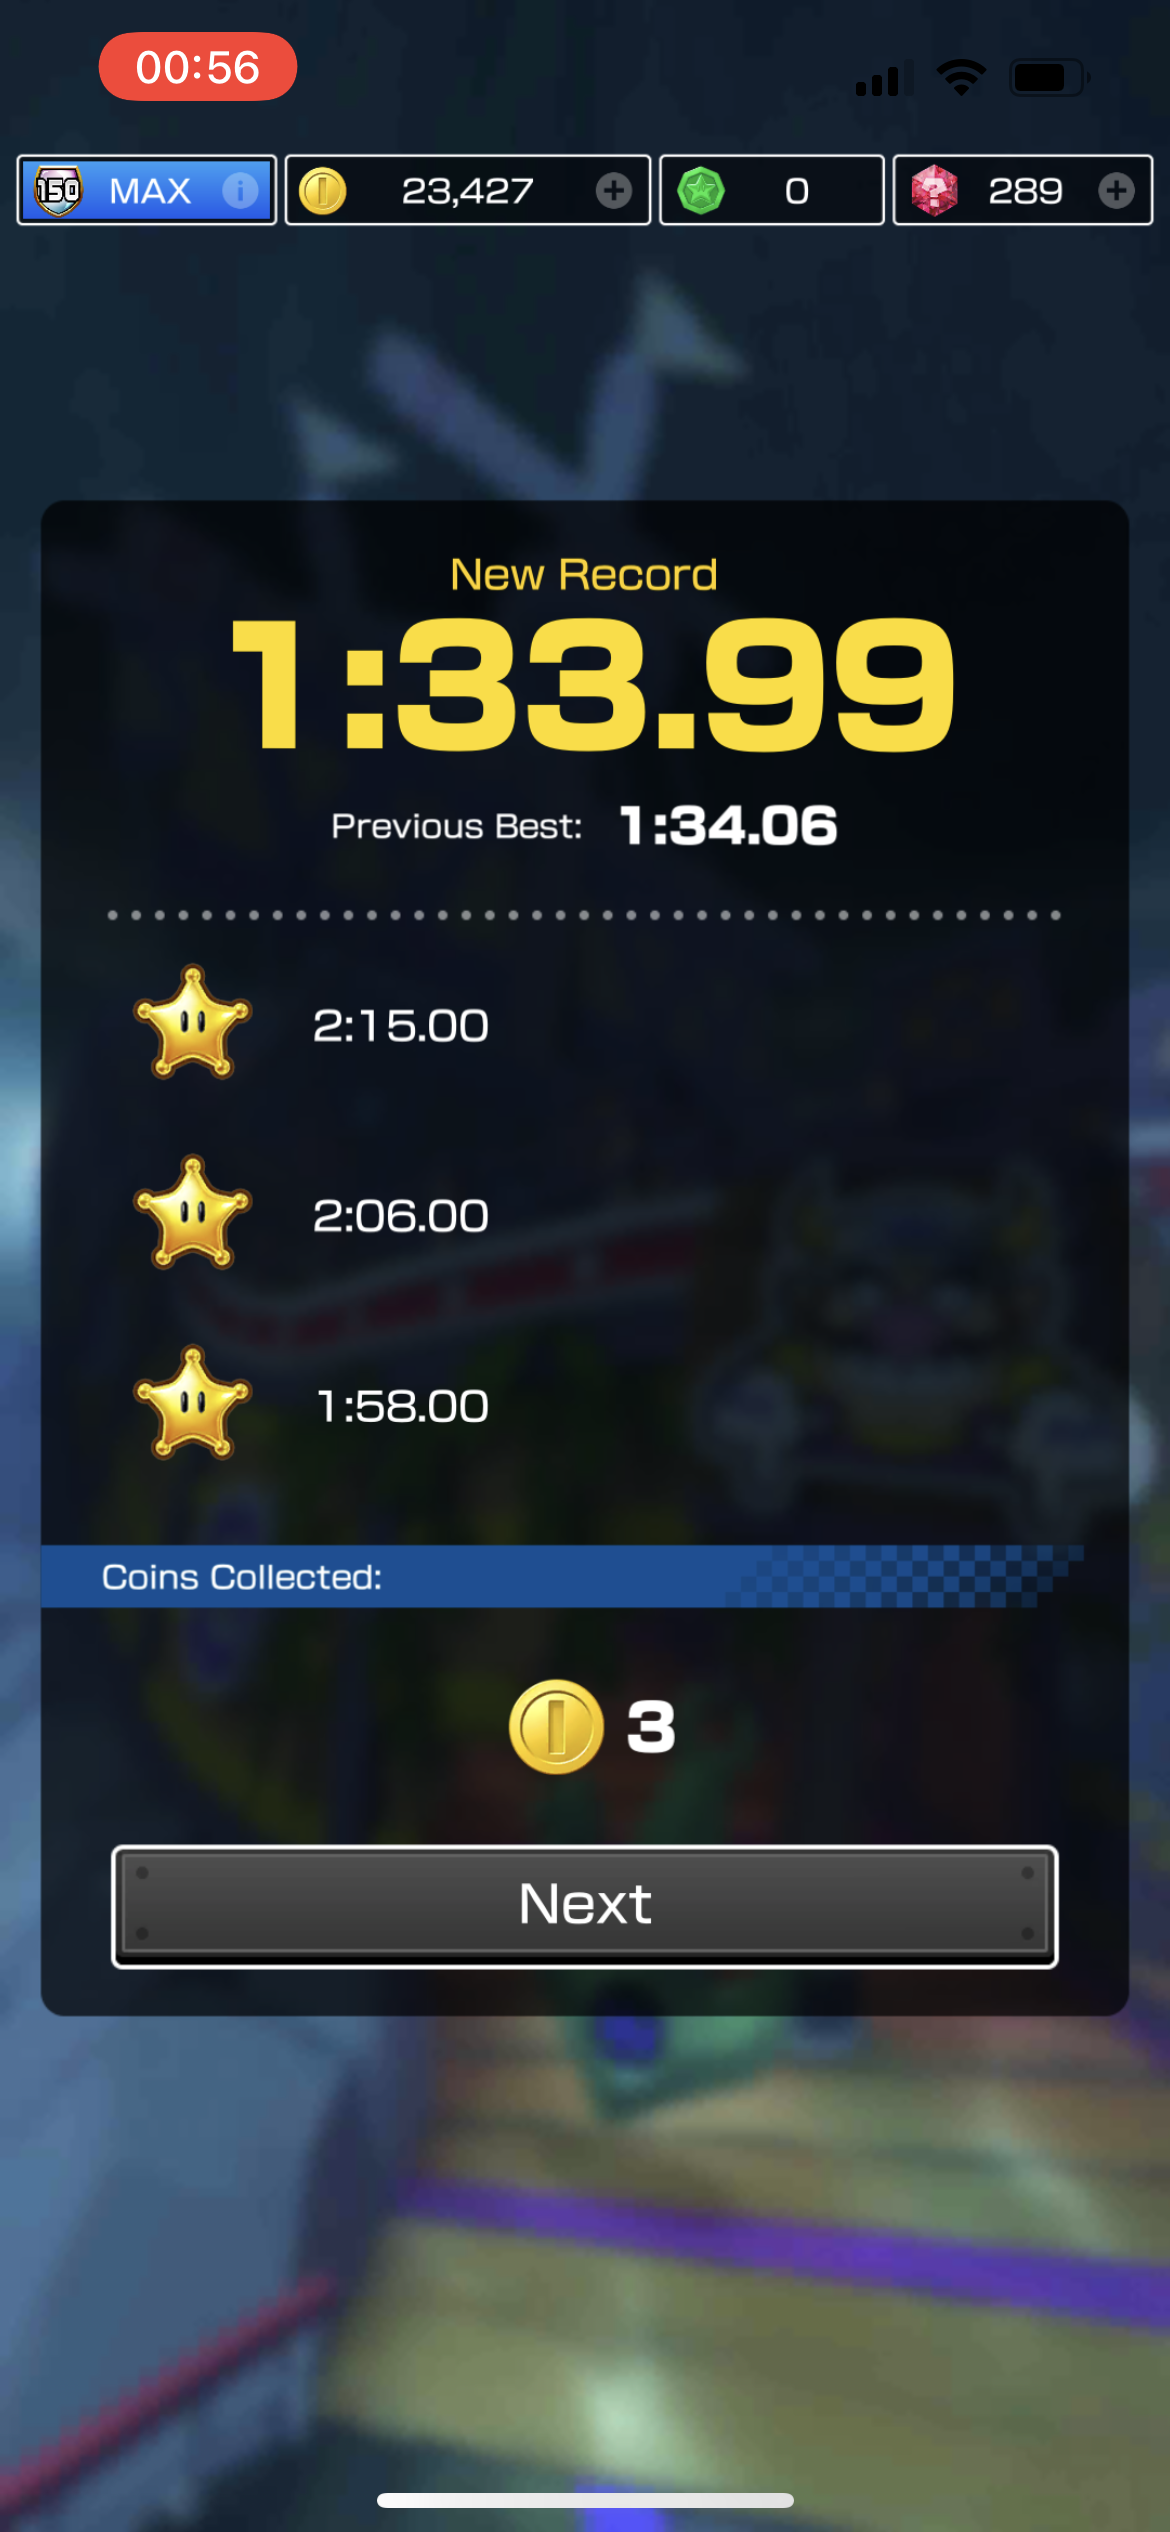 00:56
150 MAX i 23,427 + 0 ? 289 +
New Record
1:33.99
Previous Best: 1:34.06
2:15.00
2:06.00
1:58.00
Coins Collected:
3
Next